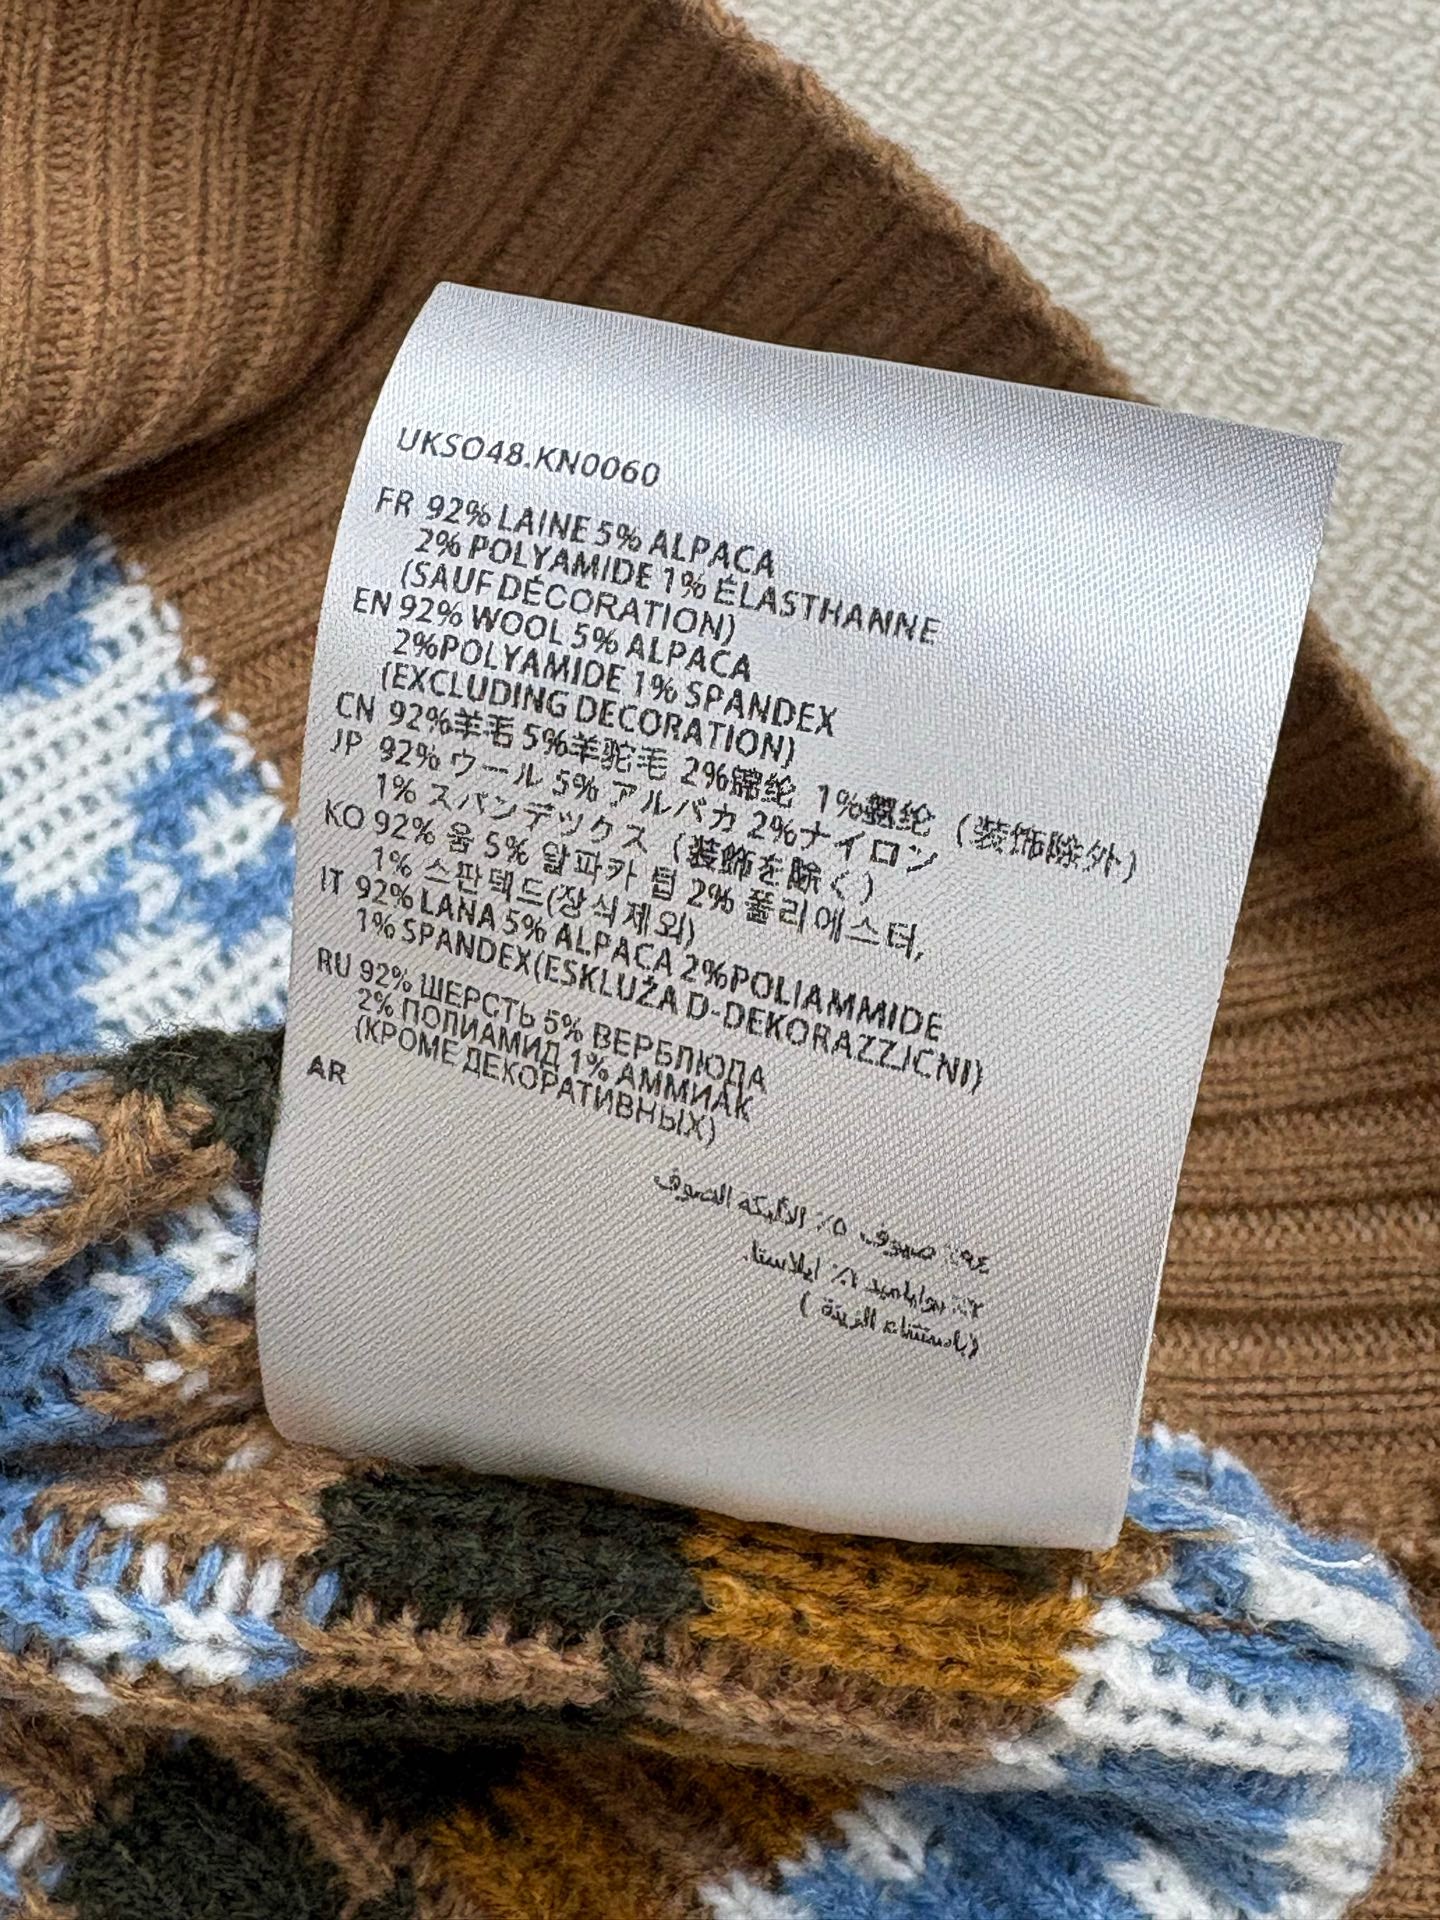 UKSO48.KN0060
FR 92% LAINE 5% ALPACA
2% POLYAMIDE 1% ÉLASTHANNE
(SAUF DÉCORATION)
EN 92% WOOL 5% ALPACA
2%POLYAMIDE 1% SPANDEX
(EXCLUDING DECORATION)
CN 92%羊毛 5%羊驼毛 2%锦纶 1%氨纶（装饰除外）
JP 92% ウール 5% アルバカ 2%ナイロン
1% スパンデックス（装飾を除く）
KO 92% 움 5% 알파카 털 2% 폴리에스터,
1% 스판덱드(장식제외)
IT 92% LANA 5% ALPACA 2%POLIAMMIDE
1% SPANDEX(ESKLUŻA D-DEKORAZZJCNI)
RU 92% ШЕРСТЬ 5% ВЕРБЛЮДА
2% ПОЛИАМИД 1% АММИАК
(КРОМЕ ДЕКОРАТИВНЫХ)
AR